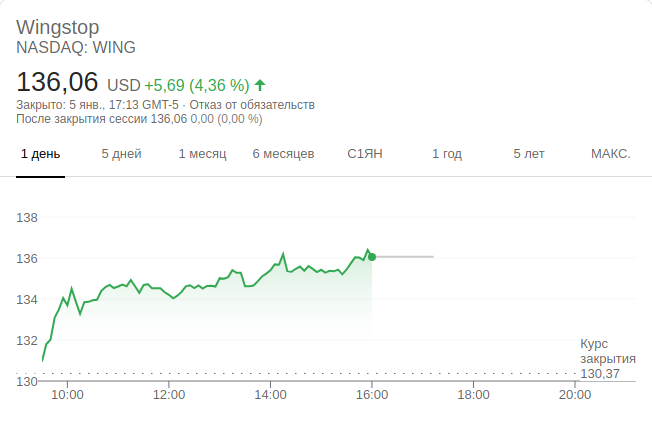 Wingstop
NASDAQ: WING
136,06 USD +5,69 (4,36 %)
Закрыто: 5 янв., 17:13 GMT-5 · Отказ от обязательств
После закрытия сессии 136,06 0,00 (0,00 %)
1 день 5 дней 1 месяц 6 месяцев С1ЯН 1 год 5 лет МАКС.
138
136
134
132
Курс
закрытия
130,37
130
10:00 12:00 14:00 16:00 18:00 20:00